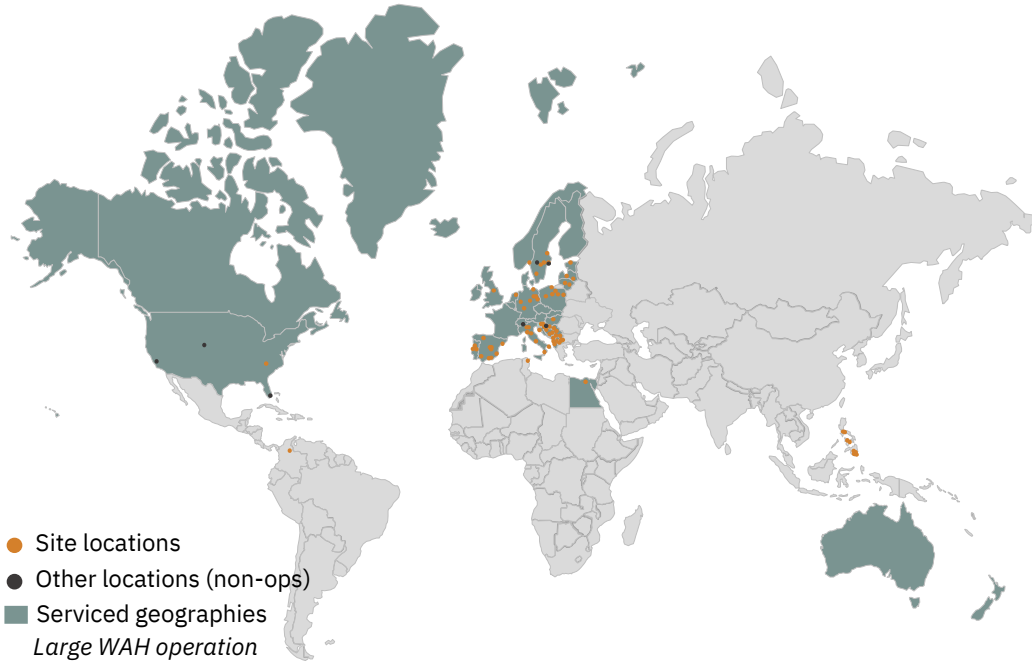 Site locations
Other locations (non-ops)
Serviced geographies
Large WAH operation